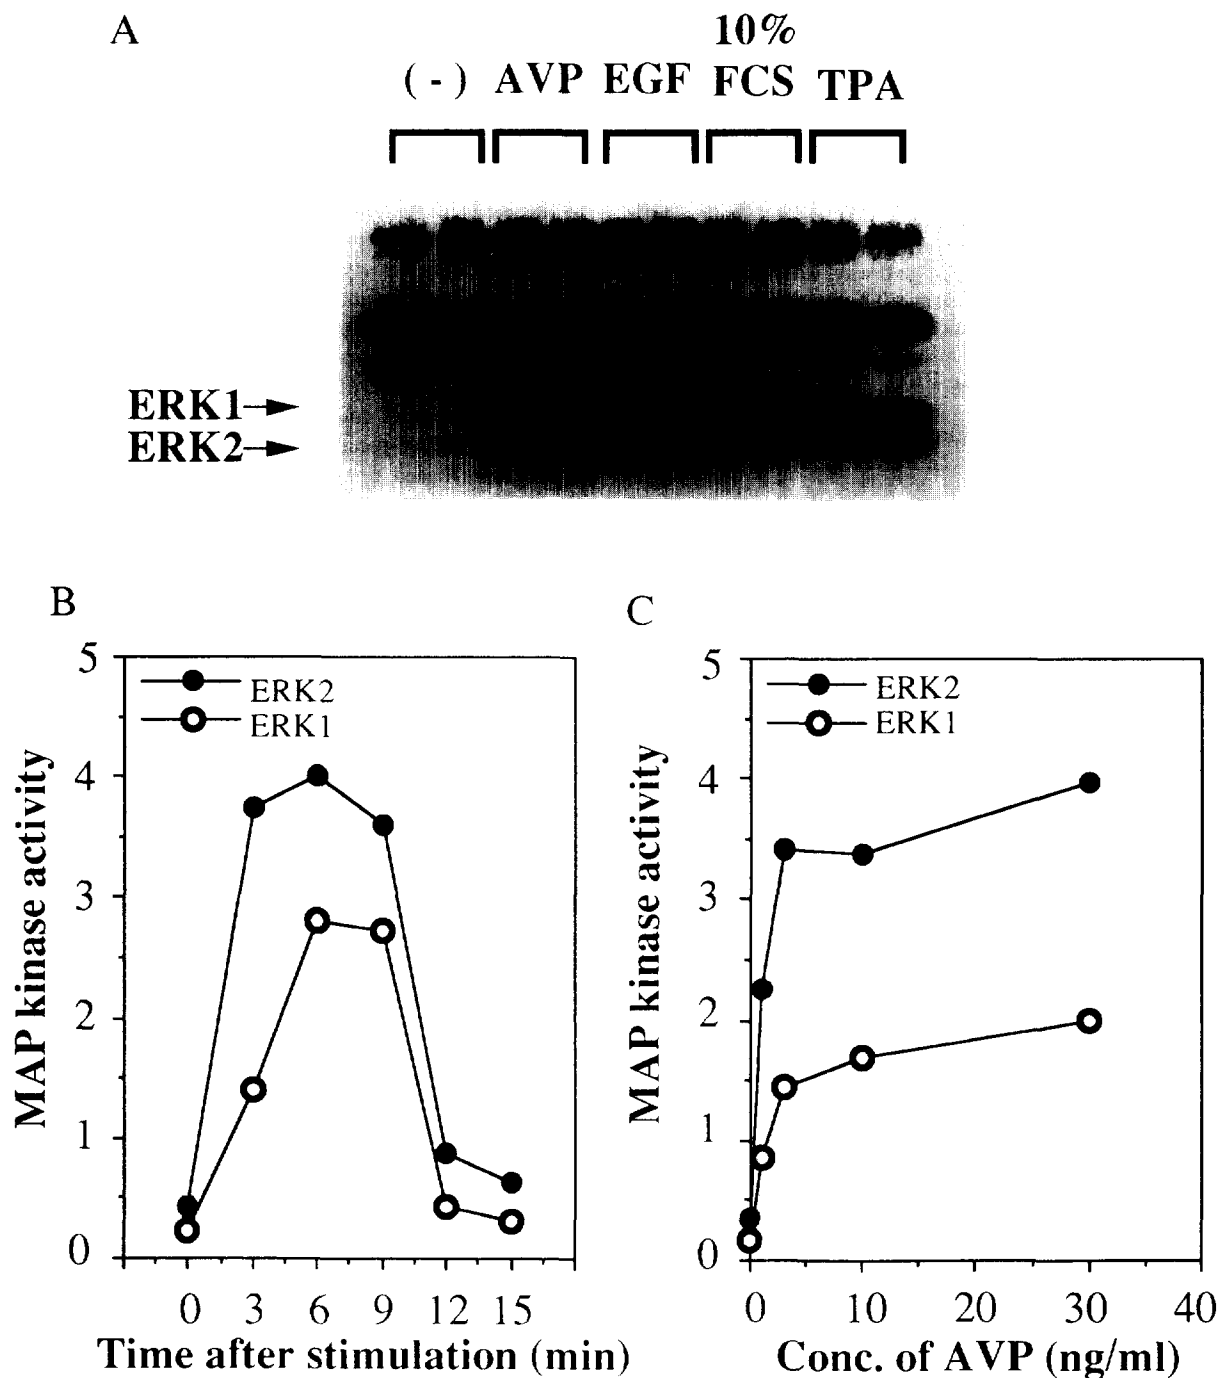 A
10%
(-) AVP EGF FCS TPA
ERK1
ERK2
B
5
4
3
2
1
0
ERK2
ERK1
MAP kinase activity
0 3 6 9 12 15
Time after stimulation (min)
C
5
4
3
2
1
0
ERK2
ERK1
MAP kinase activity
0 10 20 30 40
Conc. of AVP (ng/ml)